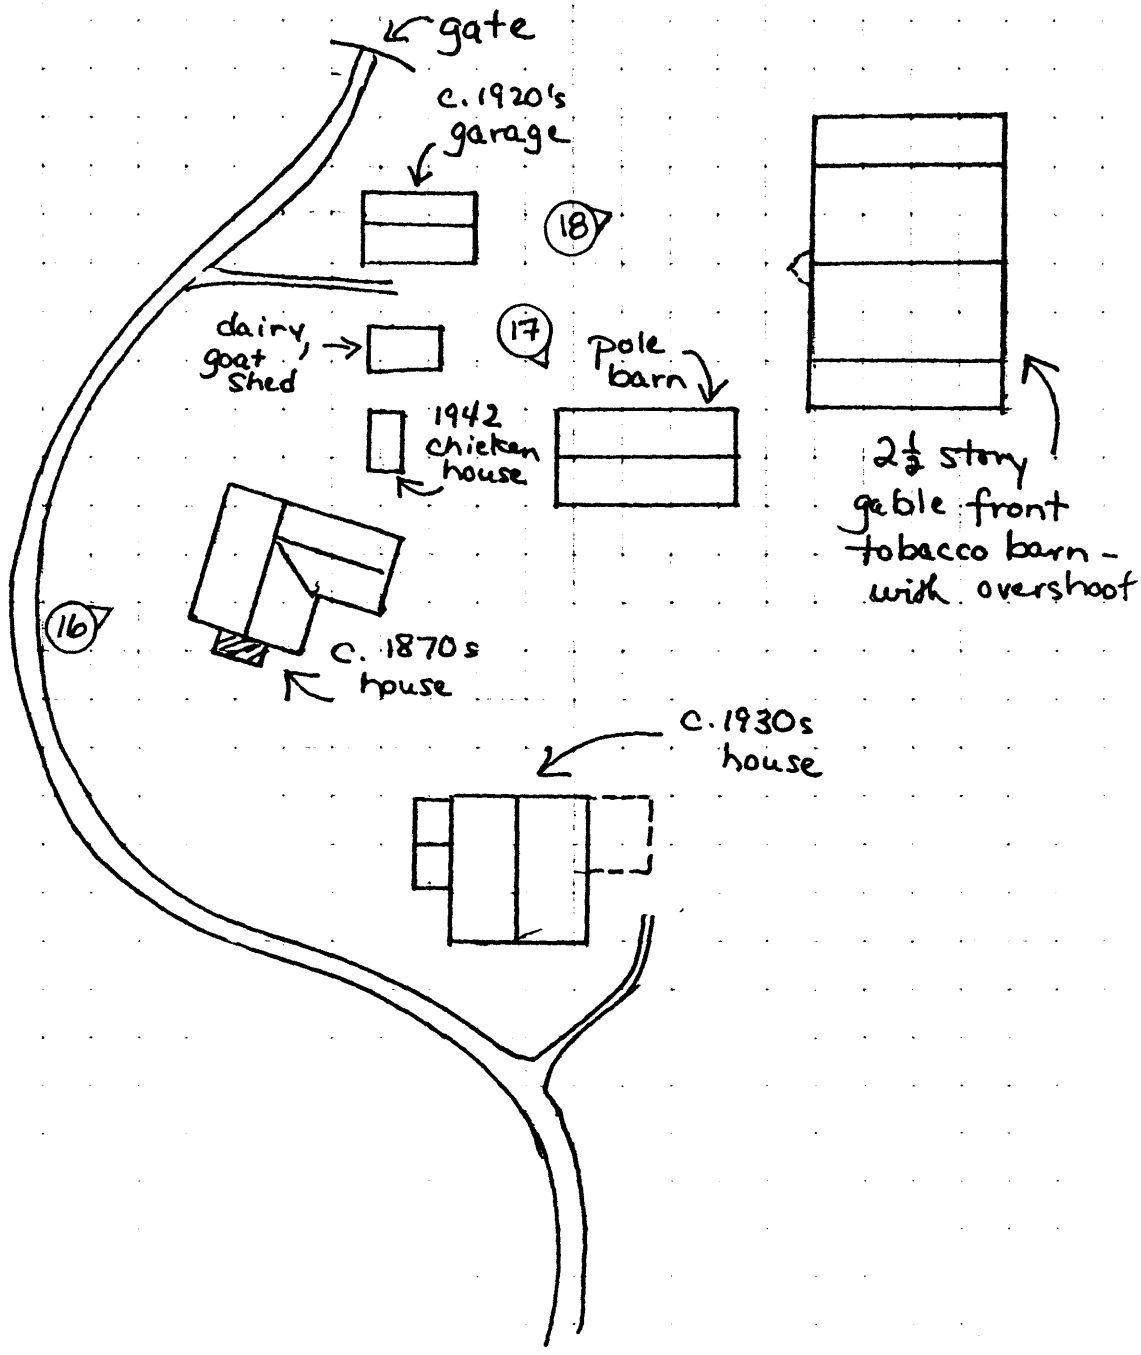 gate
c. 1920's
garage
18
17
dairy,
goat
shed
pole
barn
1942
chicken
house
2½ story
gable front
tobacco barn -
with overshoot
16
c. 1870s
house
c. 1930s
house